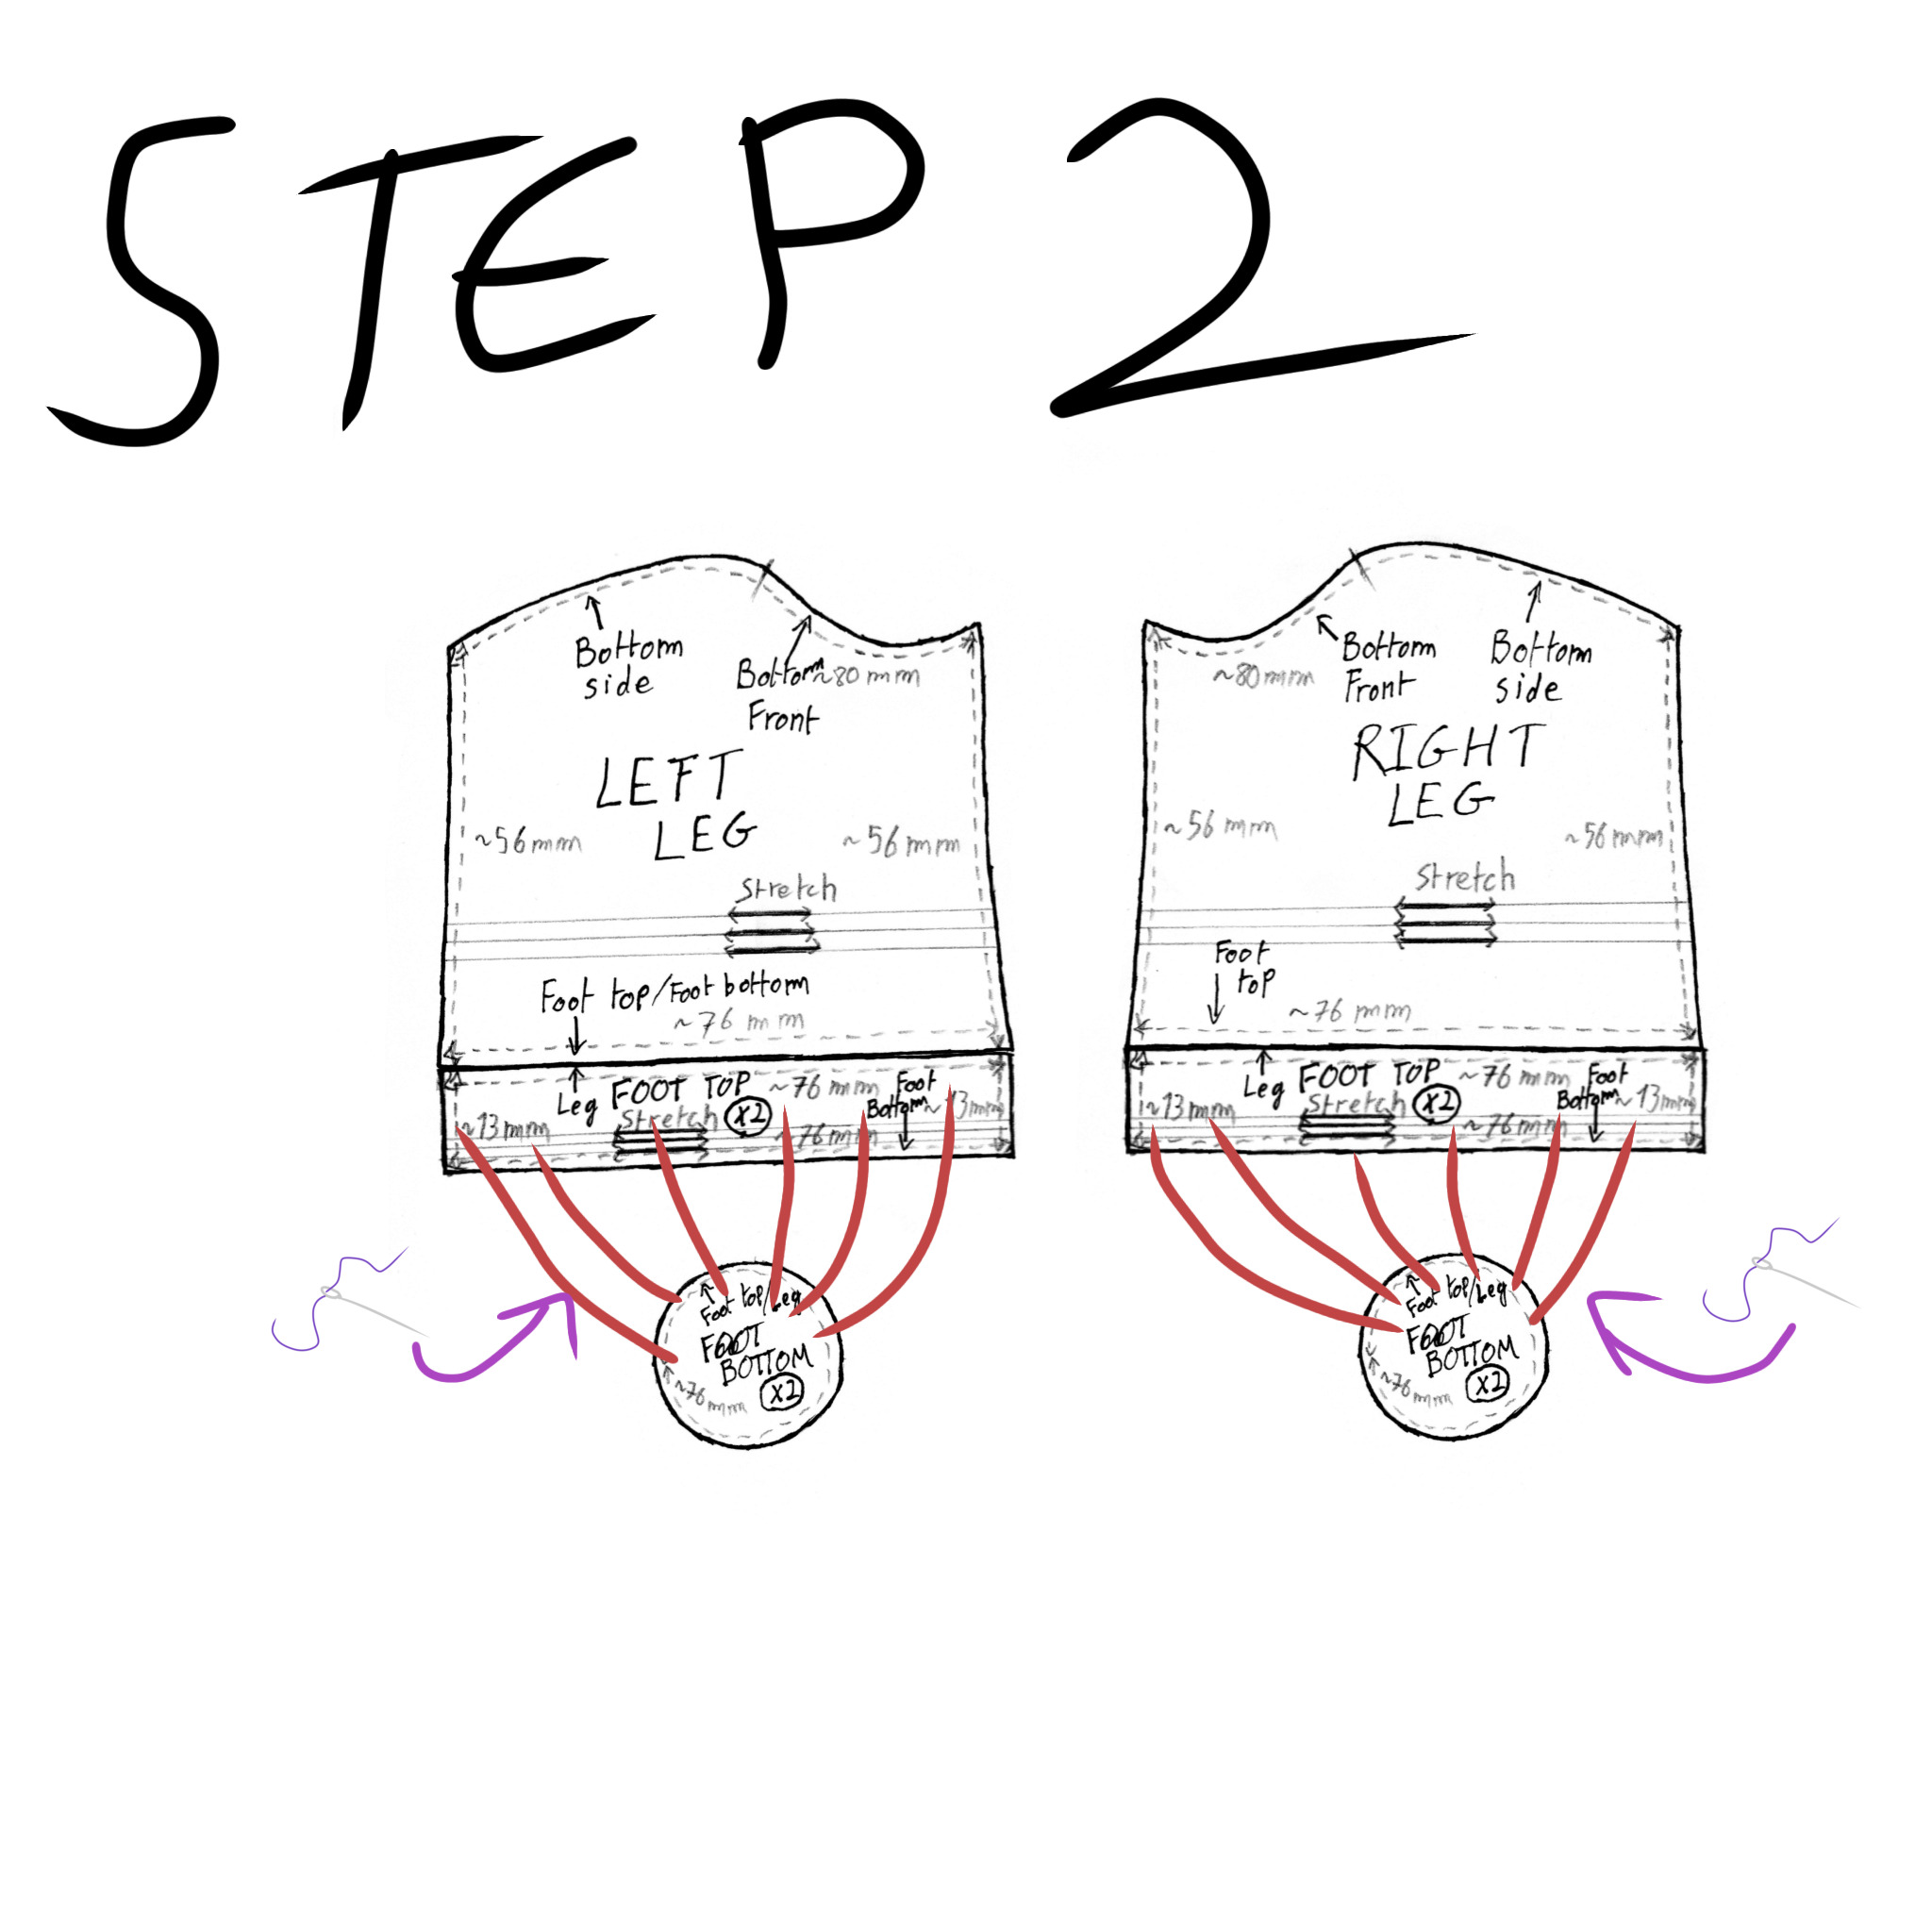 STEP 2
Bottom
side
Bottom
Front
~80 mm
LEFT
LEG
~56 mm
~56 mm
Stretch
Foot top/Foot bottom
~76 mm
Leg
FOOT TOP
~76 mm
Foot
Bottom
~13 mm
~13 mm
Stretch
X2
~76 mm
Foot top/Leg
FOOT
BOTTOM
X2
~76 mm
~80 mm
Bottom
Front
Bottom
side
RIGHT
LEG
~56 mm
~56 mm
Stretch
Foot
top
~76 mm
Leg
FOOT TOP
~76 mm
Foot
Bottom
~13 mm
~13 mm
Stretch
X2
~76 mm
Foot top/Leg
FOOT
BOTTOM
X2
~76 mm